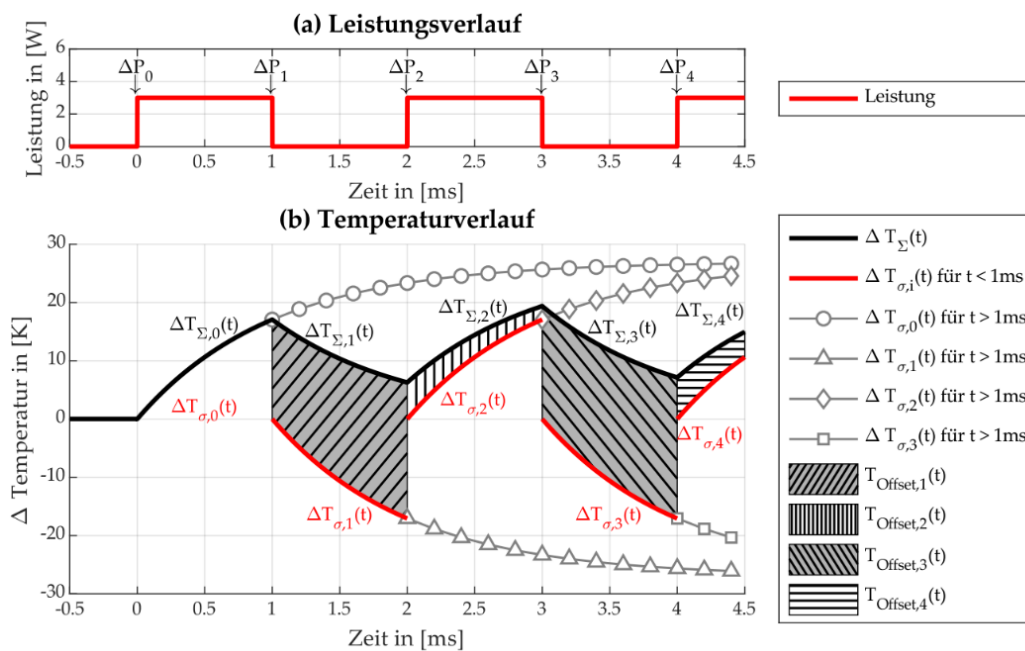 (a) Leistungsverlauf
Leistung in [W]
6
4
2
0
ΔP0
ΔP1
ΔP2
ΔP3
ΔP4
-0.5 0 0.5 1 1.5 2 2.5 3 3.5 4 4.5
Zeit in [ms]
Leistung
(b) Temperaturverlauf
Δ Temperatur in [K]
30
20
10
0
-10
-20
-30
ΔTΣ,0(t)
ΔTΣ,1(t)
ΔTΣ,2(t)
ΔTΣ,3(t)
ΔTΣ,4(t)
ΔTσ,0(t)
ΔTσ,2(t)
ΔTσ,4(t)
ΔTσ,1(t)
ΔTσ,3(t)
-0.5 0 0.5 1 1.5 2 2.5 3 3.5 4 4.5
Zeit in [ms]
Δ TΣ(t)
Δ Tσ,i(t) für t < 1ms
Δ Tσ,0(t) für t > 1ms
Δ Tσ,1(t) für t > 1ms
Δ Tσ,2(t) für t > 1ms
Δ Tσ,3(t) für t > 1ms
TOffset,1(t)
TOffset,2(t)
TOffset,3(t)
TOffset,4(t)